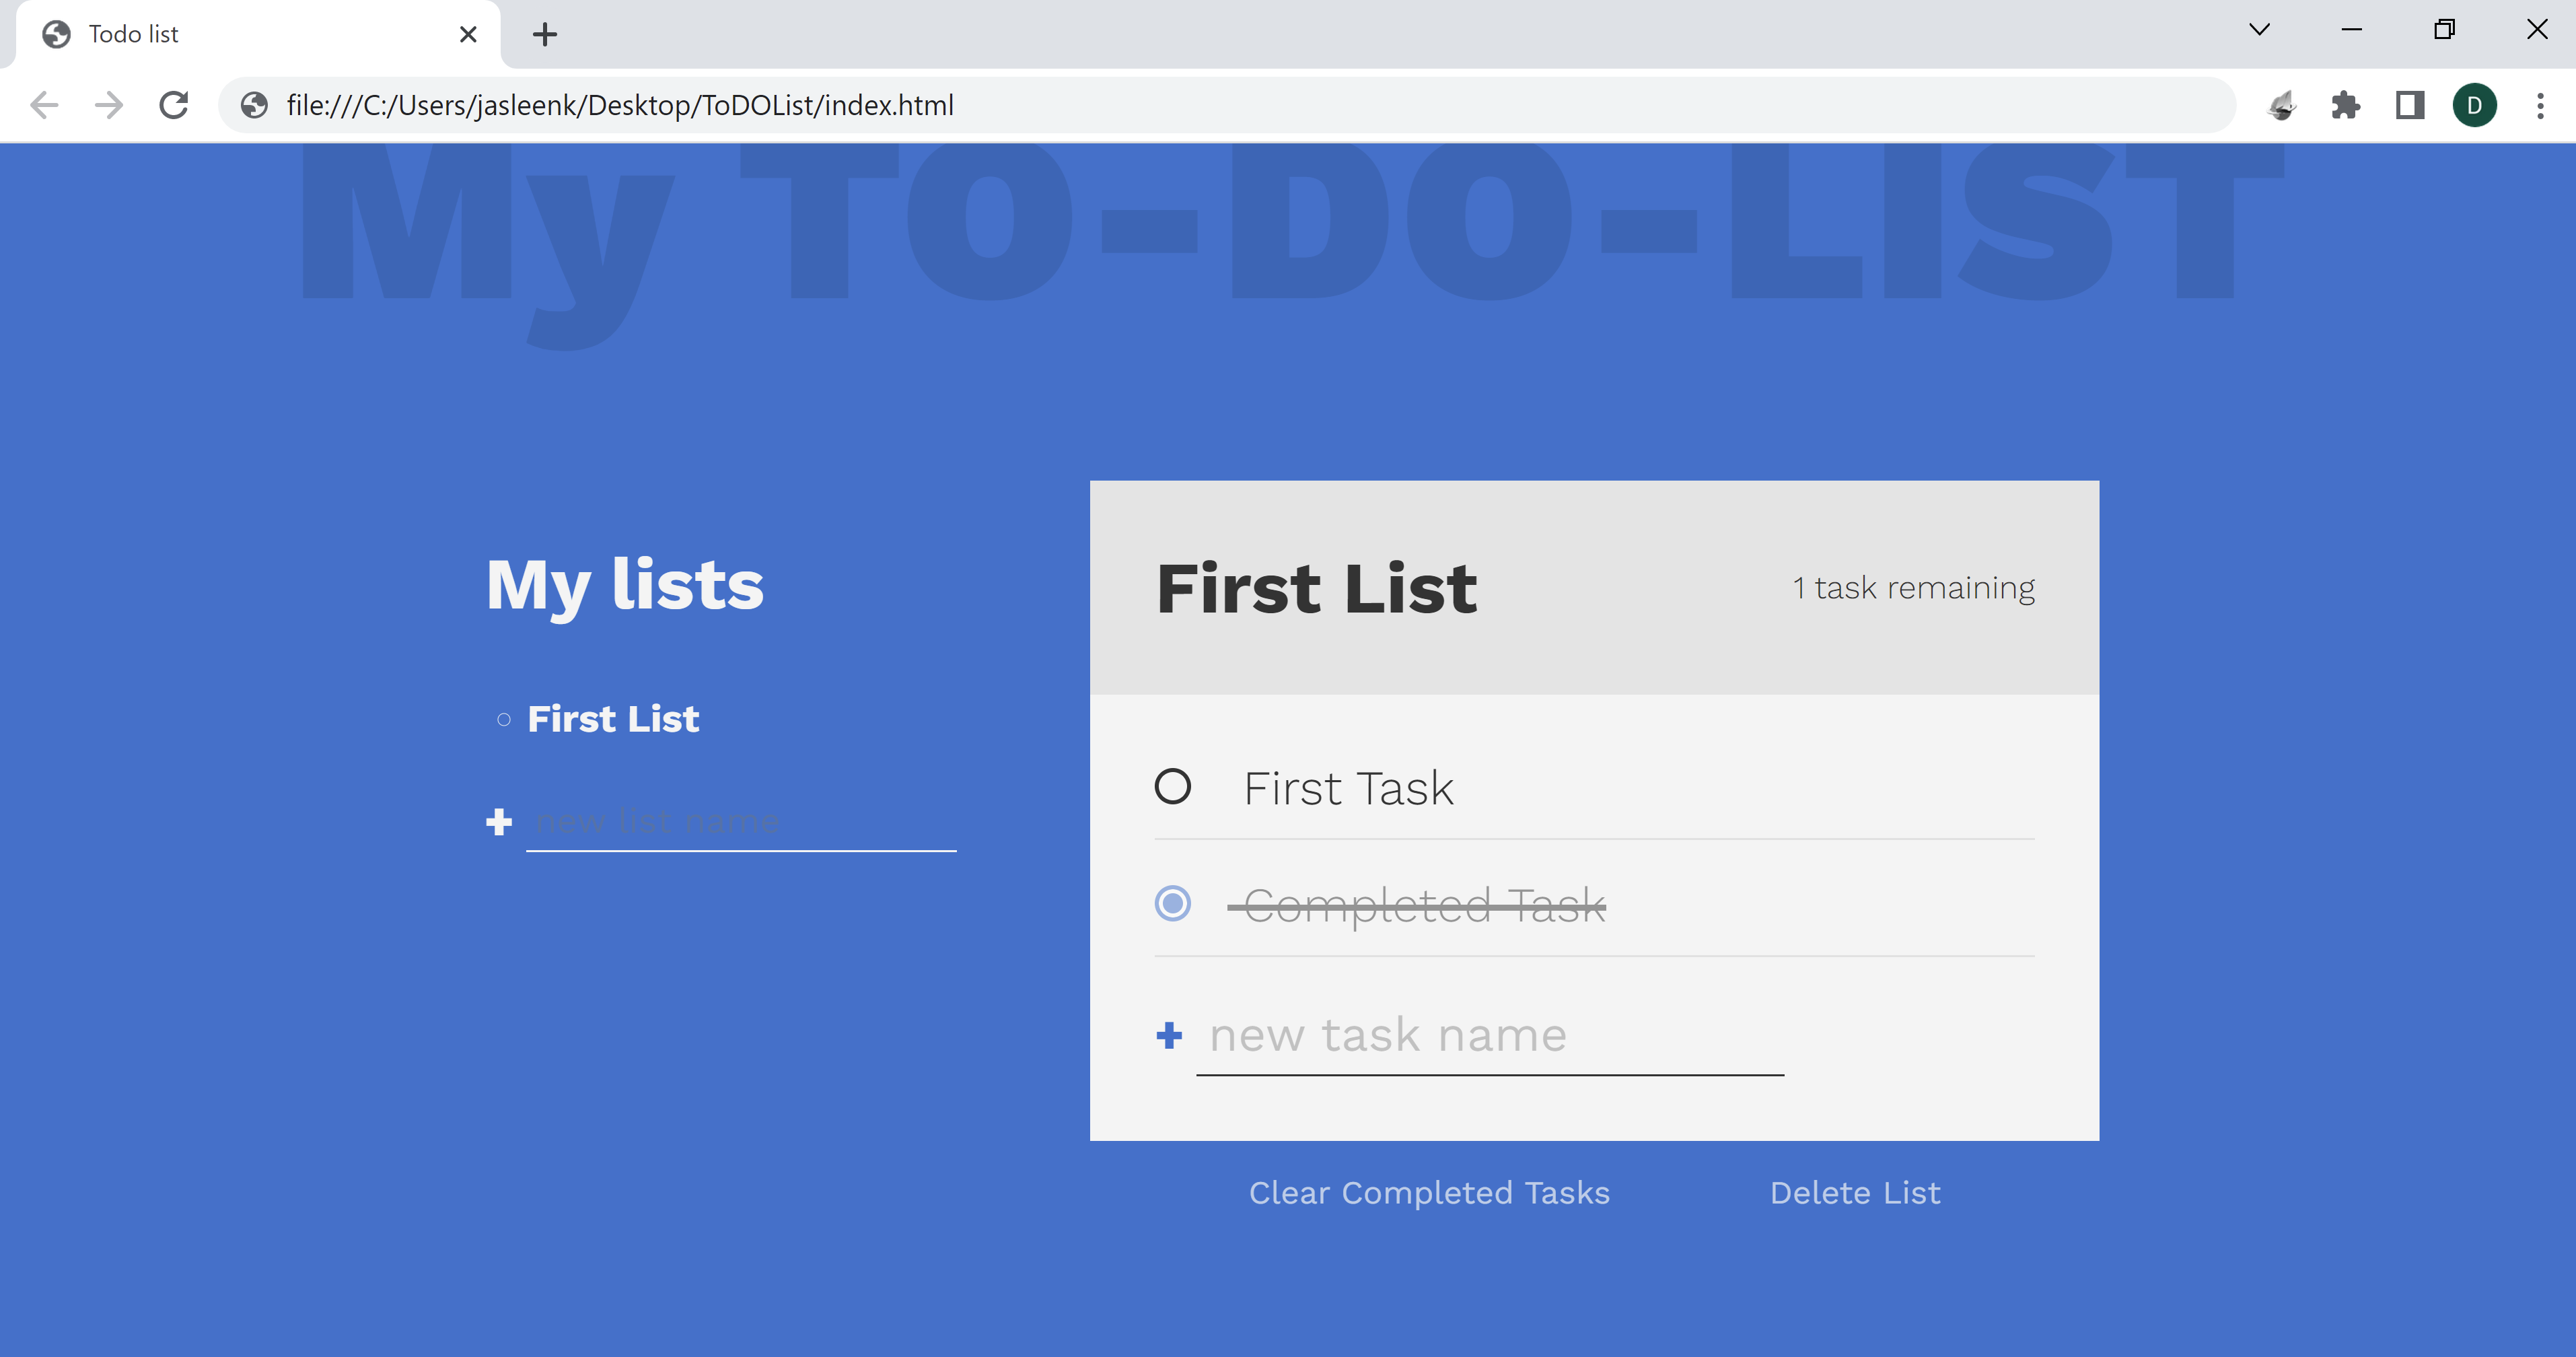 Todo list
file:///C:/Users/jasleenk/Desktop/ToDOList/index.html
D
My TO-DO-LIST
My lists
First List
+ new list name
First List
1 task remaining
First Task
Completed Task
+ new task name
Clear Completed Tasks
Delete List